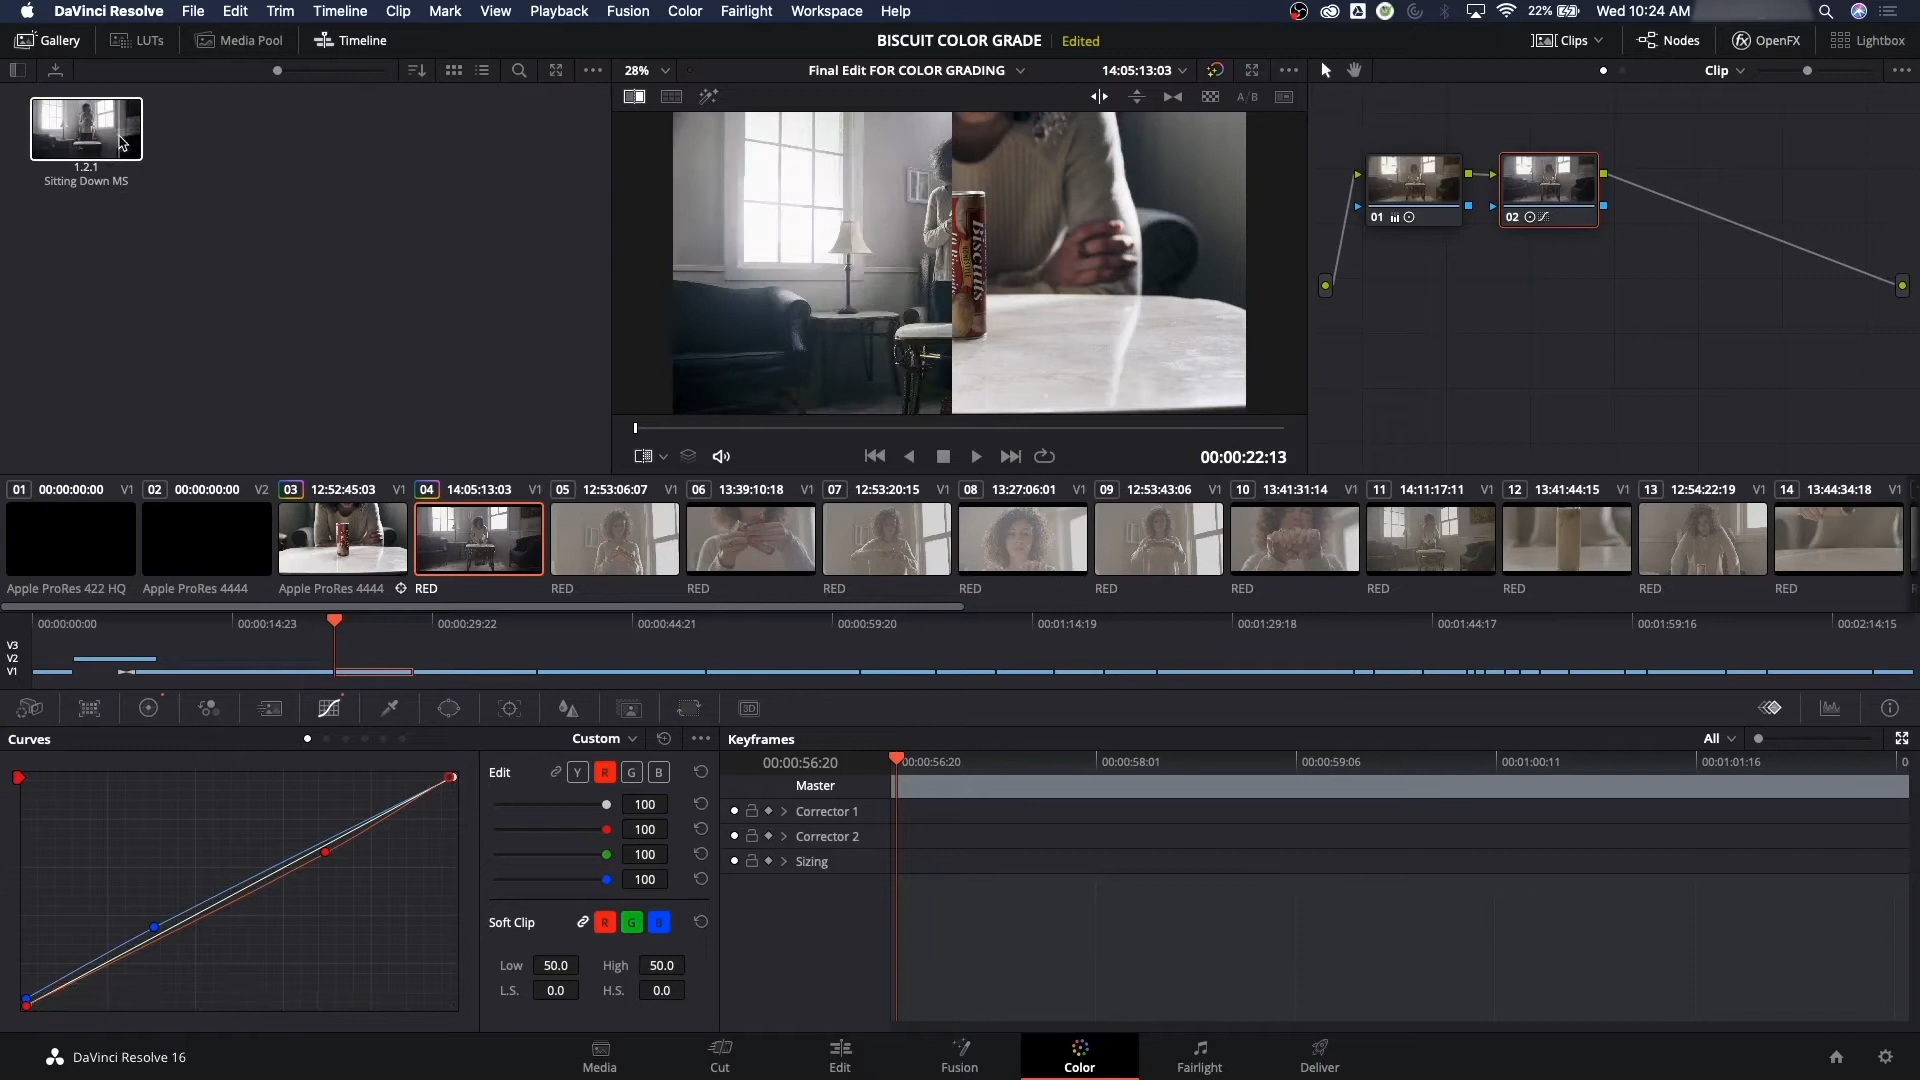 DaVinci Resolve File Edit Trim Timeline Clip Mark View Playback Fusion Color Fairlight Workspace Help 22% Wed 10:24 AM
Gallery LUTs Media Pool Timeline BISCUIT COLOR GRADE Edited Clips Nodes OpenFX Lightbox
28% Final Edit FOR COLOR GRADING 14:05:13:03 Clip
A/B
1.2.1
Sitting Down MS
Biscuits
01 02
00:00:22:13
01 00:00:00:00 V1 02 00:00:00:00 V2 03 12:52:45:03 V1 04 14:05:13:03 V1 05 12:53:06:07 V1 06 13:39:10:18 V1 07 12:53:20:15 V1 08 13:27:06:01 V1 09 12:53:43:06 V1 10 13:41:31:14 V1 11 14:11:17:11 V1 12 13:41:44:15 V1 13 12:54:22:19 V1 14 13:44:34:18 V1
Apple ProRes 422 HQ Apple ProRes 4444 Apple ProRes 4444 RED RED RED RED RED RED RED RED RED RED RED
00:00:00:00 00:00:14:23 00:00:29:22 00:00:44:21 00:00:59:20 00:01:14:19 00:01:29:18 00:01:44:17 00:01:59:16 00:02:14:15
V3
V2
V1
3D
Curves Custom Keyframes All
00:00:56:20 00:00:56:20 00:00:58:01 00:00:59:06 00:01:00:11 00:01:01:16 0
Edit Y R G B Master
100
100 Corrector 1
100 Corrector 2
100 Sizing
Soft Clip R G B
Low 50.0 High 50.0
L.S. 0.0 H.S. 0.0
DaVinci Resolve 16 Media Cut Edit Fusion Color Fairlight Deliver